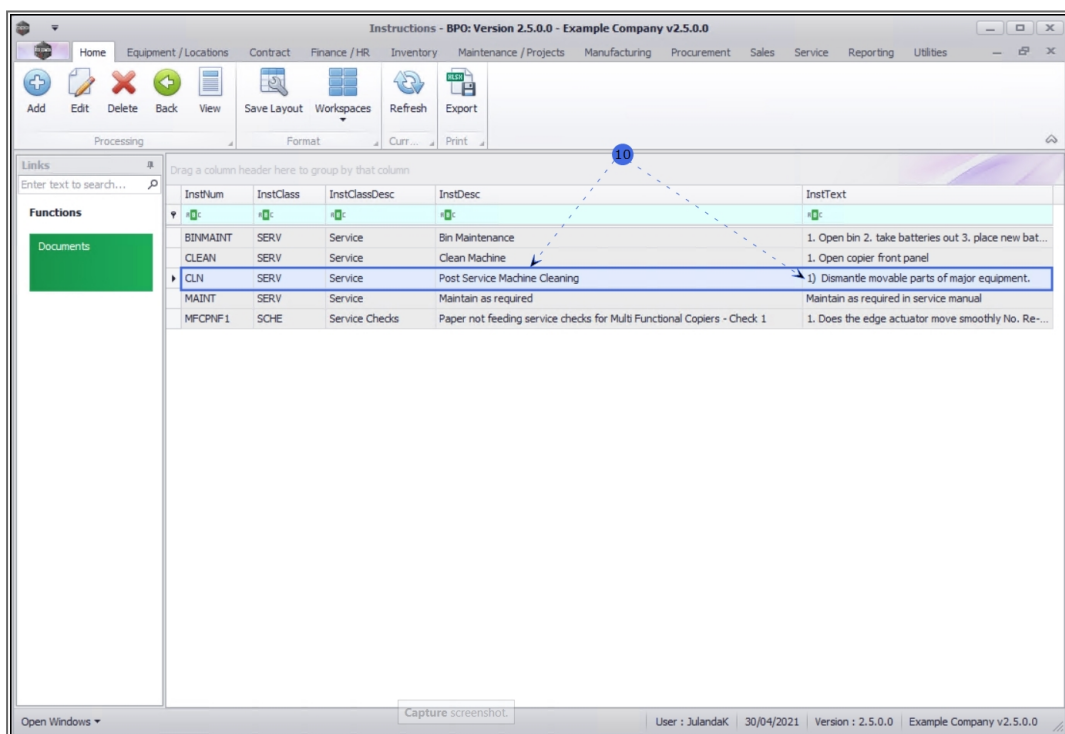 Instructions - BPO: Version 2.5.0.0 - Example Company v2.5.0.0
Home Equipment / Locations Contract Finance / HR Inventory Maintenance / Projects Manufacturing Procurement Sales Service Reporting Utilities
Add Edit Delete Back View Save Layout Workspaces Refresh Export
Processing Format Curr... Print
Links
Enter text to search...
Functions
Documents
10
Drag a column header here to group by that column
InstNum InstClass InstClassDesc InstDesc InstText
BINMAINT SERV Service Bin Maintenance 1. Open bin 2. take batteries out 3. place new bat...
CLEAN SERV Service Clean Machine 1. Open copier front panel
CLN SERV Service Post Service Machine Cleaning 1) Dismantle movable parts of major equipment.
MAINT SERV Service Maintain as required Maintain as required in service manual
MFCPNF1 SCHE Service Checks Paper not feeding service checks for Multi Functional Copiers - Check 1 1. Does the edge actuator move smoothly No. Re-...
Capture screenshot.
Open Windows User : JulandaK 30/04/2021 Version : 2.5.0.0 Example Company v2.5.0.0